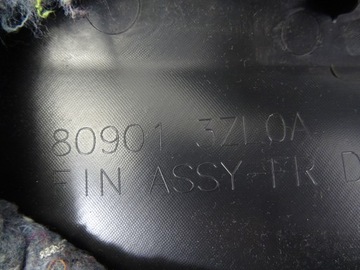 80901 3ZL0A
FIN ASSY-FR D